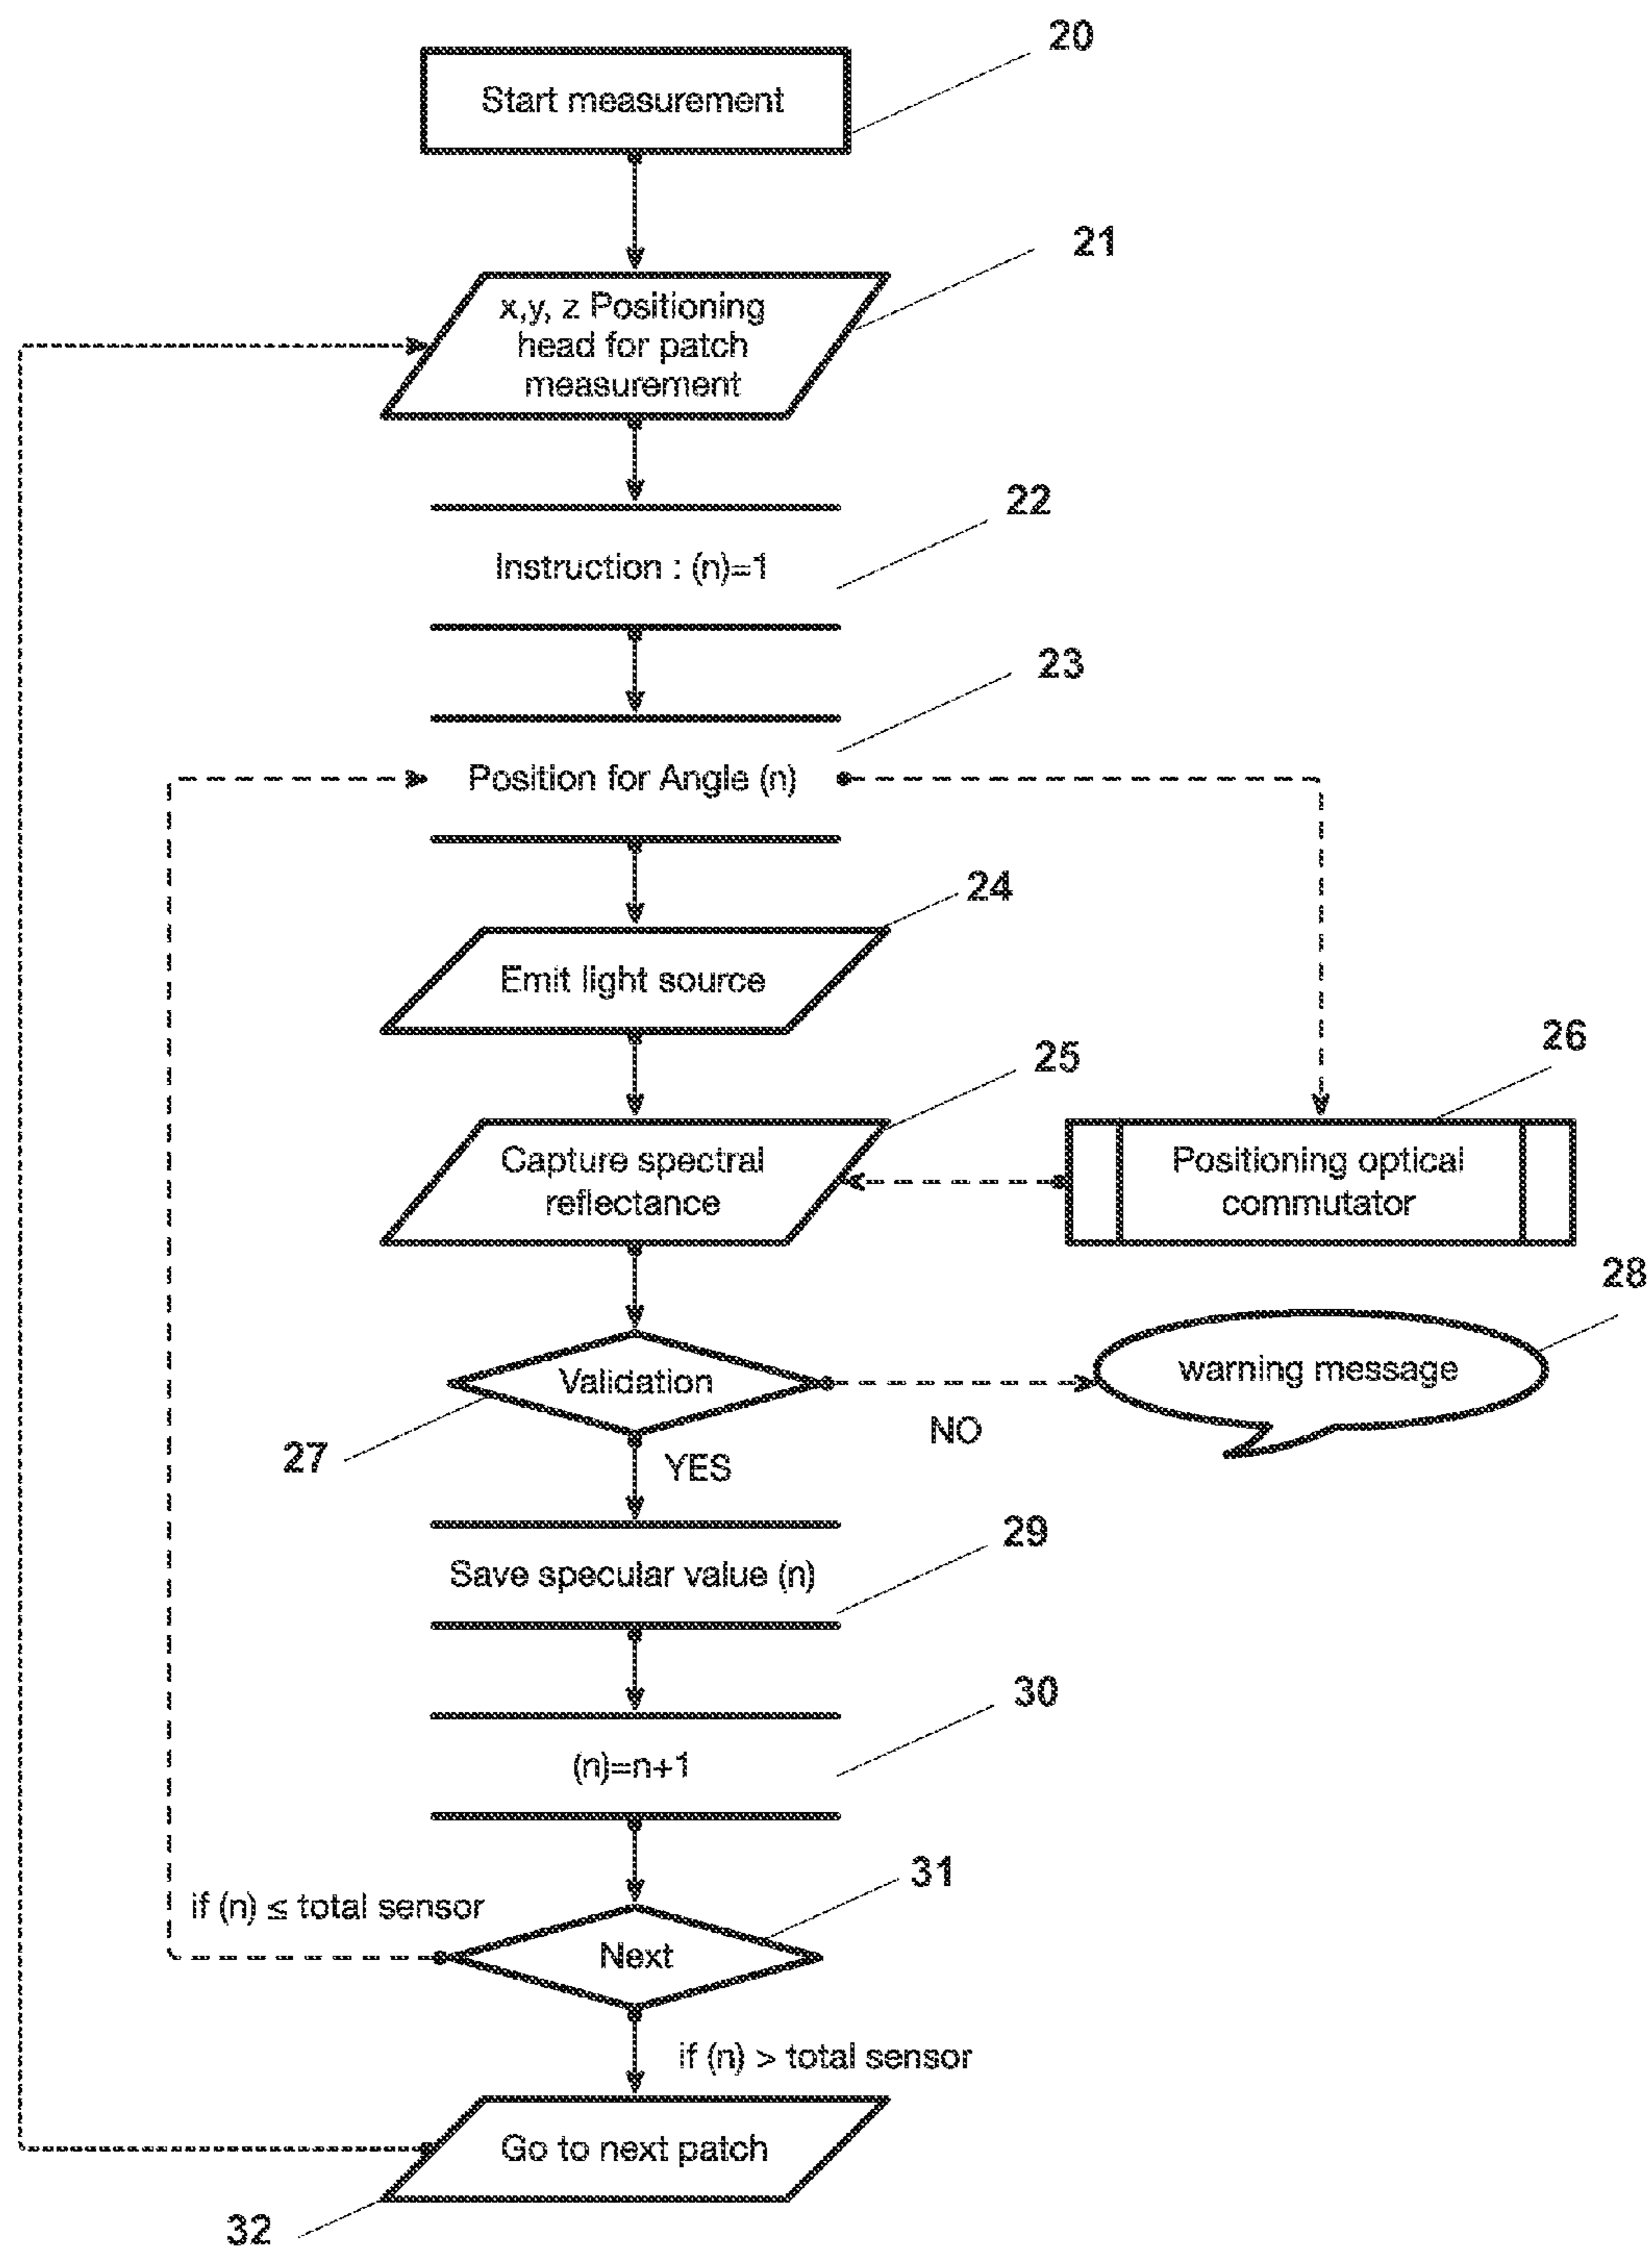 20
Start measurement
21
x,y, z Positioning
head for patch
measurement
22
Instruction : (n)=1
23
Position for Angle (n)
24
Emit light source
25
Capture spectral
reflectance
26
Positioning optical
commutator
27
Validation
NO
28
warning message
YES
29
Save specular value (n)
30
(n)=n+1
31
if (n) ≤ total sensor
Next
if (n) > total sensor
Go to next patch
32